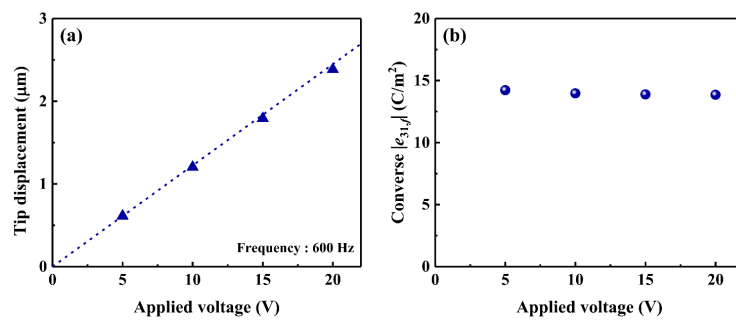 (a)
3
2
1
0
Tip displacement (μm)
Frequency : 600 Hz
0 5 10 15 20
Applied voltage (V)
(b)
20
15
10
5
0
Converse |e31,f| (C/m²)
0 5 10 15 20
Applied voltage (V)